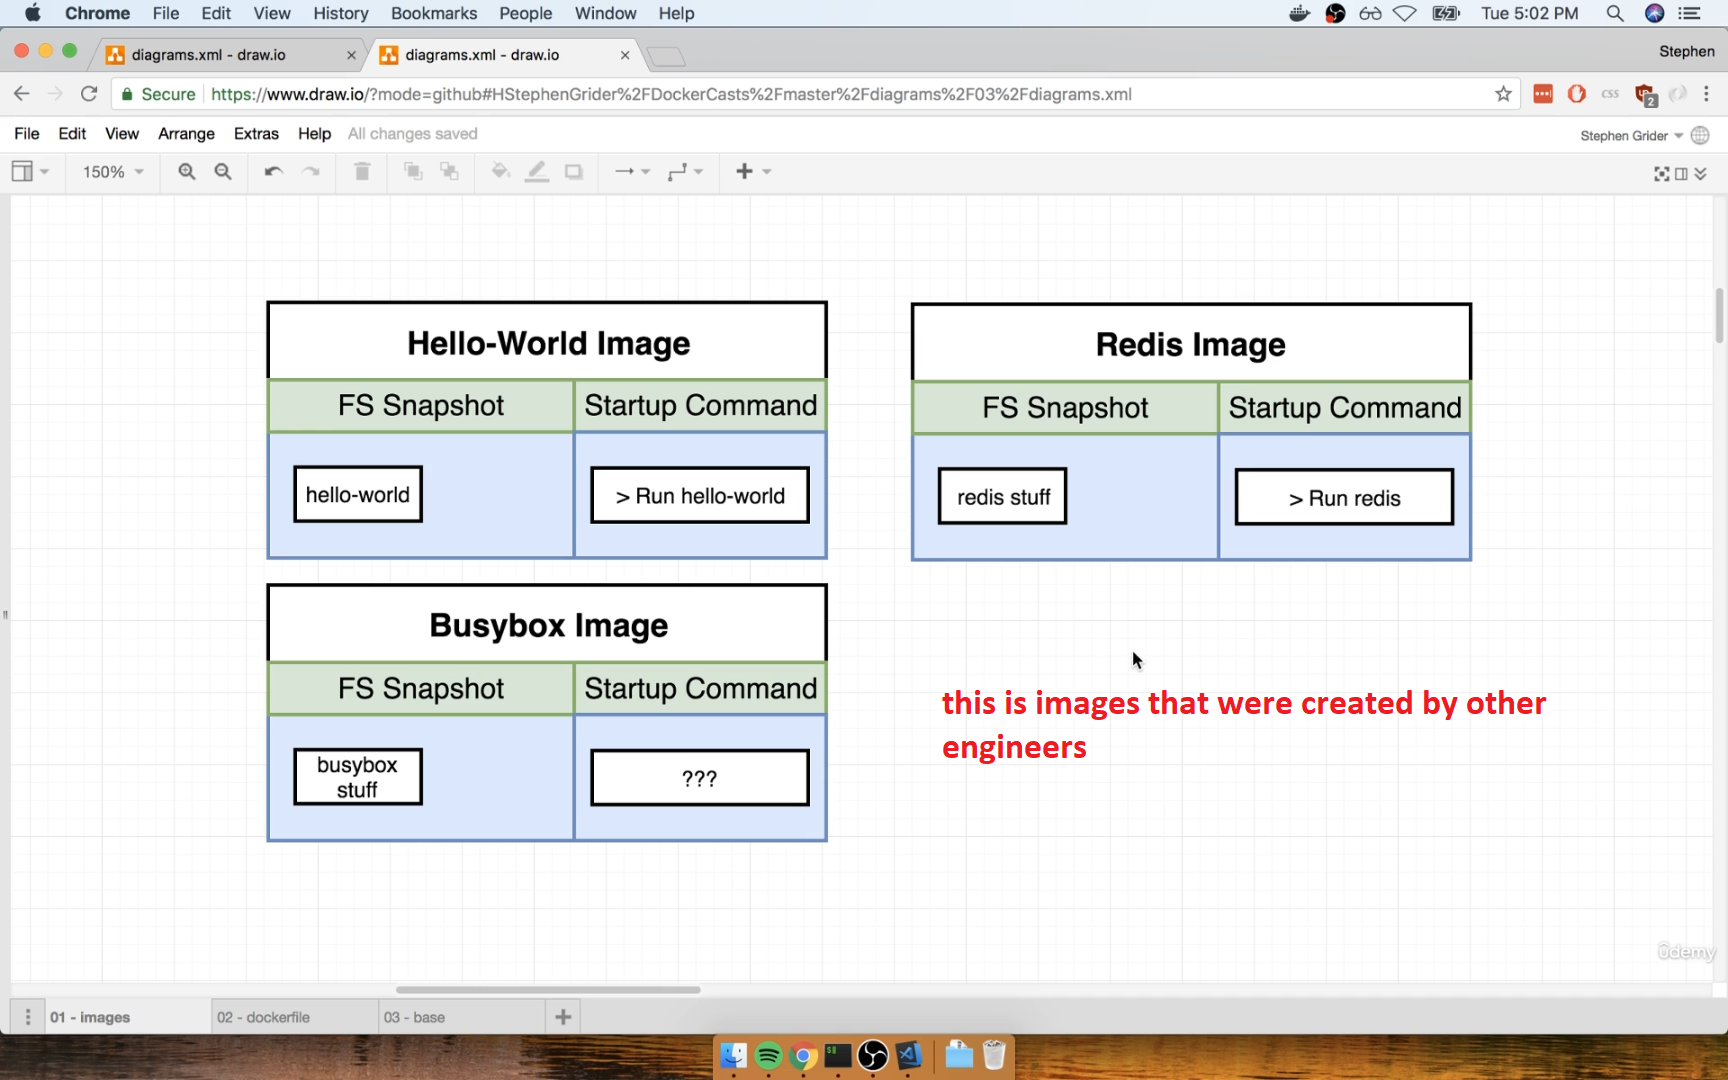 Chrome File Edit View History Bookmarks People Window Help Tue 5:02 PM
diagrams.xml - draw.io diagrams.xml - draw.io Stephen
Secure https://www.draw.io/?mode=github#HStephenGrider%2FDockerCasts%2Fmaster%2Fdiagrams%2F03%2Fdiagrams.xml css 2
File Edit View Arrange Extras Help All changes saved Stephen Grider
150%
Hello-World Image
FS Snapshot Startup Command
hello-world > Run hello-world
Redis Image
FS Snapshot Startup Command
redis stuff > Run redis
Busybox Image
FS Snapshot Startup Command
busybox
stuff
???
this is images that were created by other
engineers
ûdemy
01 - images 02 - dockerfile 03 - base